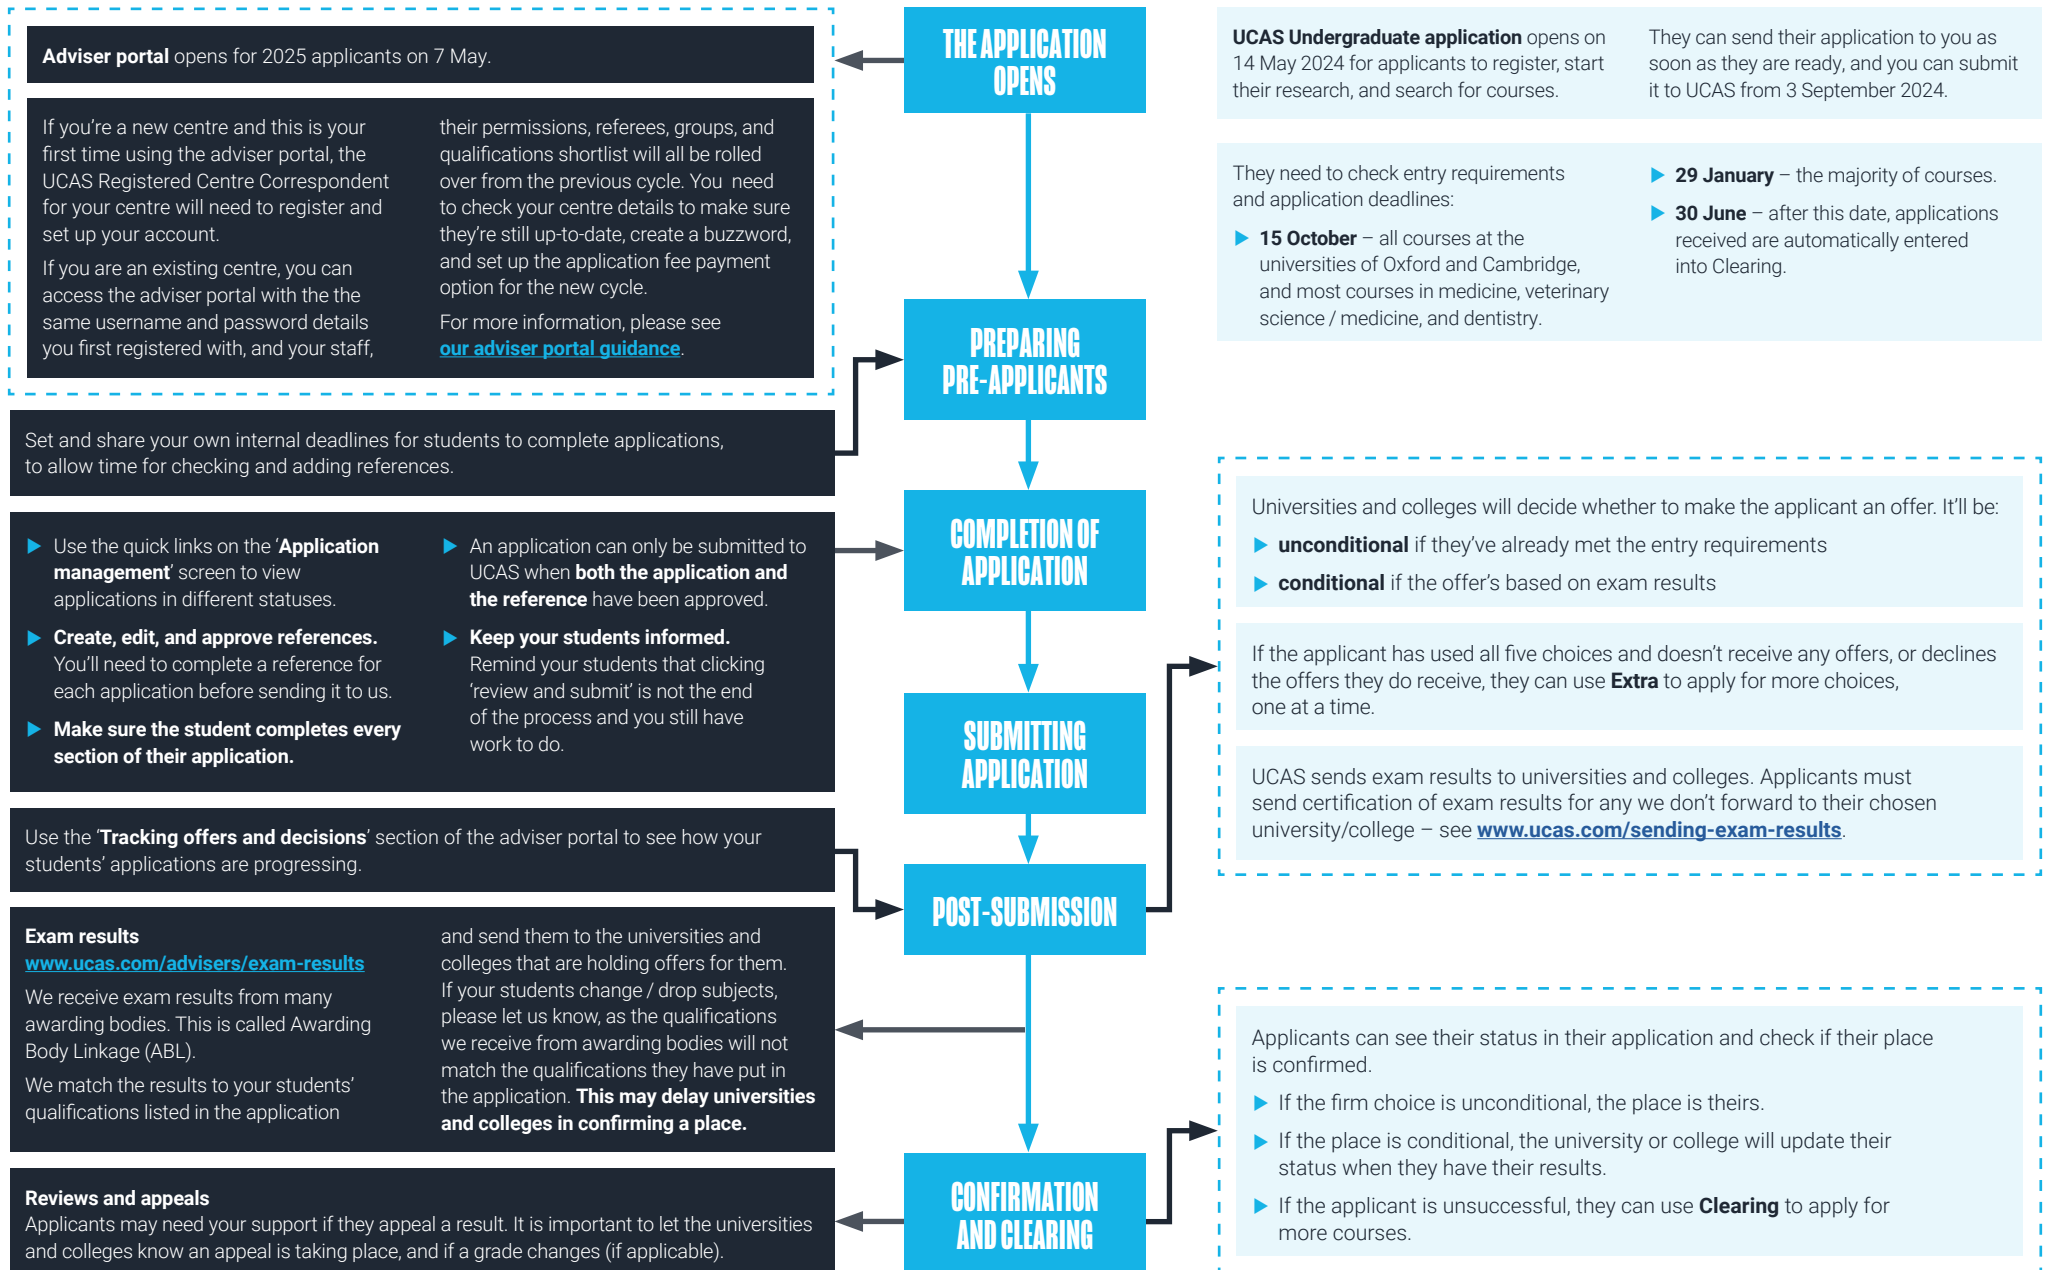 Adviser portal opens for 2025 applicants on 7 May.
If you’re a new centre and this is your
first time using the adviser portal, the
UCAS Registered Centre Correspondent
for your centre will need to register and
set up your account.
If you are an existing centre, you can
access the adviser portal with the the
same username and password details
you first registered with, and your staff,
their permissions, referees, groups, and
qualifications shortlist will all be rolled
over from the previous cycle. You need
to check your centre details to make sure
they’re still up-to-date, create a buzzword,
and set up the application fee payment
option for the new cycle.
For more information, please see
our adviser portal guidance.
Set and share your own internal deadlines for students to complete applications,
to allow time for checking and adding references.
Use the quick links on the ‘Application
management’ screen to view
applications in different statuses.
Create, edit, and approve references.
You’ll need to complete a reference for
each application before sending it to us.
Make sure the student completes every
section of their application.
An application can only be submitted to
UCAS when both the application and
the reference have been approved.
Keep your students informed.
Remind your students that clicking
‘review and submit’ is not the end
of the process and you still have
work to do.
Use the ‘Tracking offers and decisions’ section of the adviser portal to see how your
students’ applications are progressing.
Exam results
www.ucas.com/advisers/exam-results
We receive exam results from many
awarding bodies. This is called Awarding
Body Linkage (ABL).
We match the results to your students’
qualifications listed in the application
and send them to the universities and
colleges that are holding offers for them.
If your students change / drop subjects,
please let us know, as the qualifications
we receive from awarding bodies will not
match the qualifications they have put in
the application. This may delay universities
and colleges in confirming a place.
Reviews and appeals
Applicants may need your support if they appeal a result. It is important to let the universities
and colleges know an appeal is taking place, and if a grade changes (if applicable).
THE APPLICATION
OPENS
PREPARING
PRE-APPLICANTS
COMPLETION OF
APPLICATION
SUBMITTING
APPLICATION
POST-SUBMISSION
CONFIRMATION
AND CLEARING
UCAS Undergraduate application opens on
14 May 2024 for applicants to register, start
their research, and search for courses.
They can send their application to you as
soon as they are ready, and you can submit
it to UCAS from 3 September 2024.
They need to check entry requirements
and application deadlines:
15 October – all courses at the
universities of Oxford and Cambridge,
and most courses in medicine, veterinary
science / medicine, and dentistry.
29 January – the majority of courses.
30 June – after this date, applications
received are automatically entered
into Clearing.
Universities and colleges will decide whether to make the applicant an offer. It’ll be:
unconditional if they’ve already met the entry requirements
conditional if the offer’s based on exam results
If the applicant has used all five choices and doesn’t receive any offers, or declines
the offers they do receive, they can use Extra to apply for more choices,
one at a time.
UCAS sends exam results to universities and colleges. Applicants must
send certification of exam results for any we don’t forward to their chosen
university/college – see www.ucas.com/sending-exam-results.
Applicants can see their status in their application and check if their place
is confirmed.
If the firm choice is unconditional, the place is theirs.
If the place is conditional, the university or college will update their
status when they have their results.
If the applicant is unsuccessful, they can use Clearing to apply for
more courses.